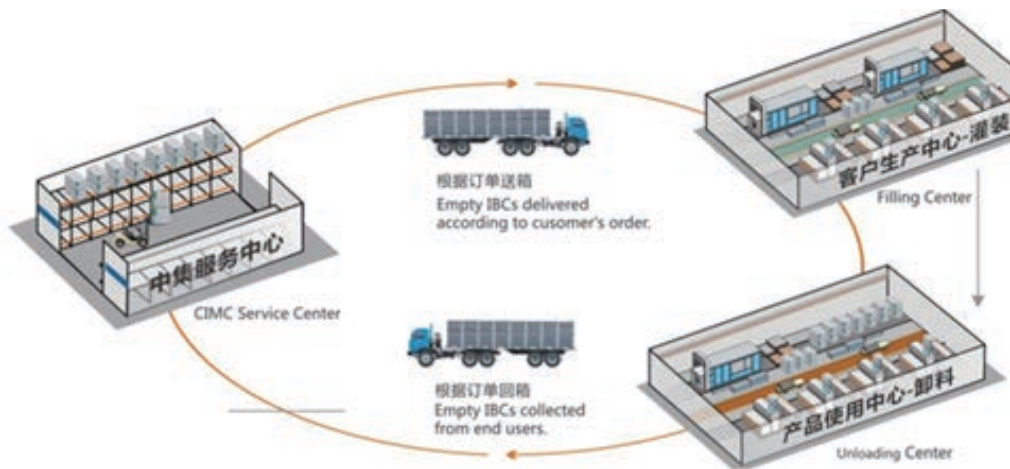 根据订单送箱
Empty IBCs delivered
according to cusomer's order.
客户生产中心-灌装
Filling Center
中集服务中心
CIMC Service Center
根据订单回箱
Empty IBCs collected
from end users.
产品使用中心-卸料
Unloading Center